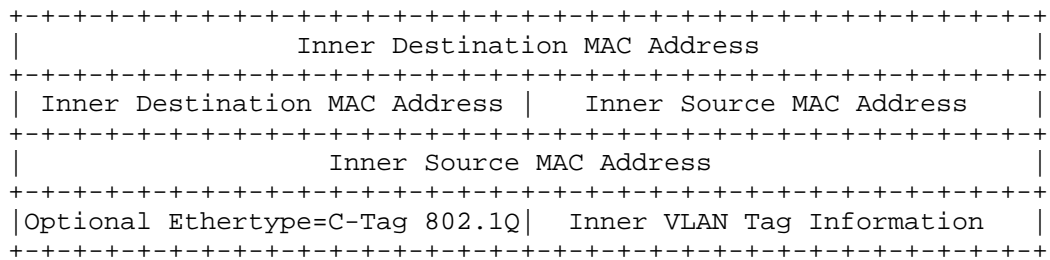 +-+-+-+-+-+-+-+-+-+-+-+-+-+-+-+-+-+-+-+-+-+-+-+-+-+-+-+-+-+-+-+-+
|                  Inner Destination MAC Address                  |
+-+-+-+-+-+-+-+-+-+-+-+-+-+-+-+-+-+-+-+-+-+-+-+-+-+-+-+-+-+-+-+-+
| Inner Destination MAC Address |   Inner Source MAC Address    |
+-+-+-+-+-+-+-+-+-+-+-+-+-+-+-+-+-+-+-+-+-+-+-+-+-+-+-+-+-+-+-+-+
|                   Inner Source MAC Address                    |
+-+-+-+-+-+-+-+-+-+-+-+-+-+-+-+-+-+-+-+-+-+-+-+-+-+-+-+-+-+-+-+-+
|Optional Ethertype=C-Tag 802.1Q|  Inner VLAN Tag Information   |
+-+-+-+-+-+-+-+-+-+-+-+-+-+-+-+-+-+-+-+-+-+-+-+-+-+-+-+-+-+-+-+-+